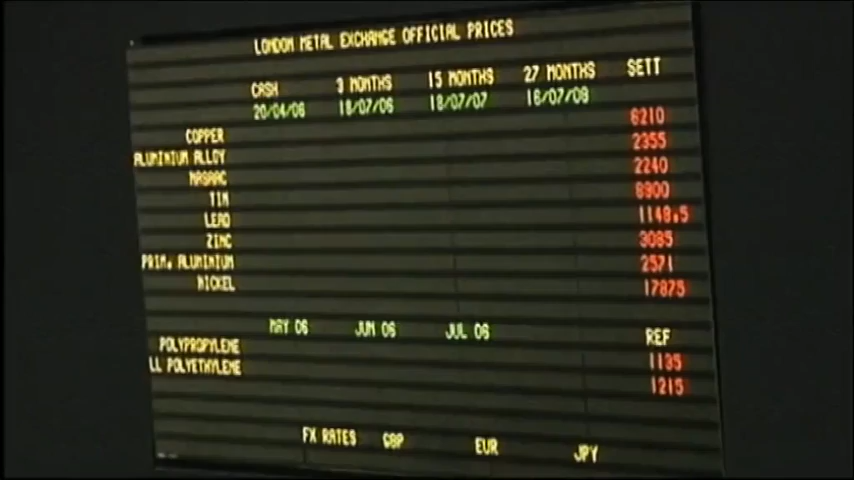 LONDON METAL EXCHANGE OFFICIAL PRICES
CASH 3 MONTHS 15 MONTHS 27 MONTHS SETT
20/04/06 18/07/06 18/07/07 16/07/08
COPPER 6210
ALUMINIUM ALLOY 2355
NASAAC 2240
TIN 8900
LEAD 1148.5
ZINC 3085
PRIM. ALUMINIUM 2571
NICKEL 17875
MAY 06 JUN 06 JUL 06 REF
POLYPROPYLENE 1135
LL POLYETHYLENE 1215
FX RATES GBP EUR JPY